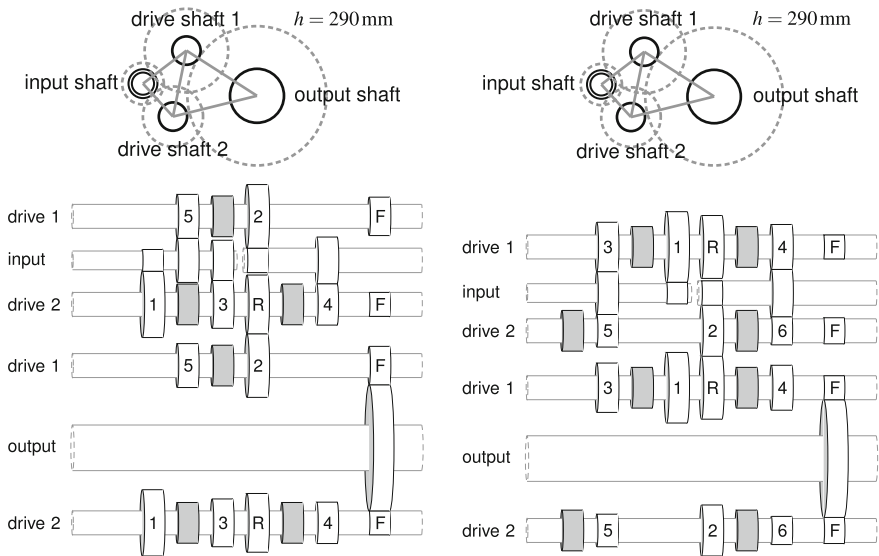 drive shaft 1
h = 290 mm
input shaft
output shaft
drive shaft 2
drive 1 5 2 F
input
drive 2 1 3 R 4 F
drive 1 5 2 F
output
drive 2 1 3 R 4 F
drive shaft 1
h = 290 mm
input shaft
output shaft
drive shaft 2
drive 1 3 1 R 4 F
input
drive 2 5 2 6 F
drive 1 3 1 R 4 F
output
drive 2 5 2 6 F